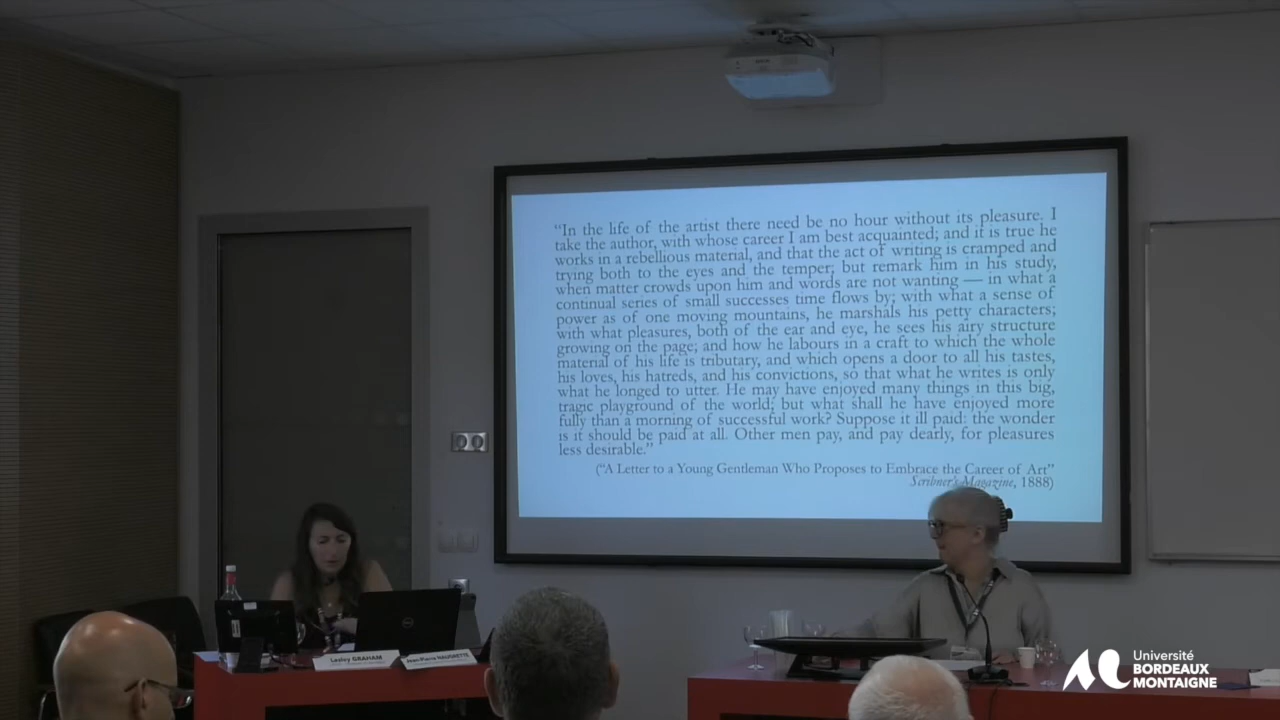 “In the life of the artist there need be no hour without its pleasure. I
take the author, with whose career I am best acquainted; and it is true he
works in a rebellious material, and that the act of writing is cramped and
trying both to the eyes and the temper; but remark him in his study,
when matter crowds upon him and words are not wanting — in what a
continual series of small successes time flows by; with what a sense of
power as of one moving mountains, he marshals his petty characters;
with what pleasures, both of the ear and eye, he sees his airy structure
growing on the page; and how he labours in a craft to which the whole
material of his life is tributary, and which opens a door to all his tastes,
his loves, his hatreds, and his convictions, so that what he writes is only
what he longed to utter. He may have enjoyed many things in this big,
tragic playground of the world; but what shall he have enjoyed more
fully than a morning of successful work? Suppose it ill paid: the wonder
is it should be paid at all. Other men pay, and pay dearly, for pleasures
less desirable.”
(“A Letter to a Young Gentleman Who Proposes to Embrace the Career of Art”
Scribner's Magazine, 1888)
DELL
Lesley GRAHAM
Jean-Pierre NAUGRETTE
Université
BORDEAUX
MONTAIGNE